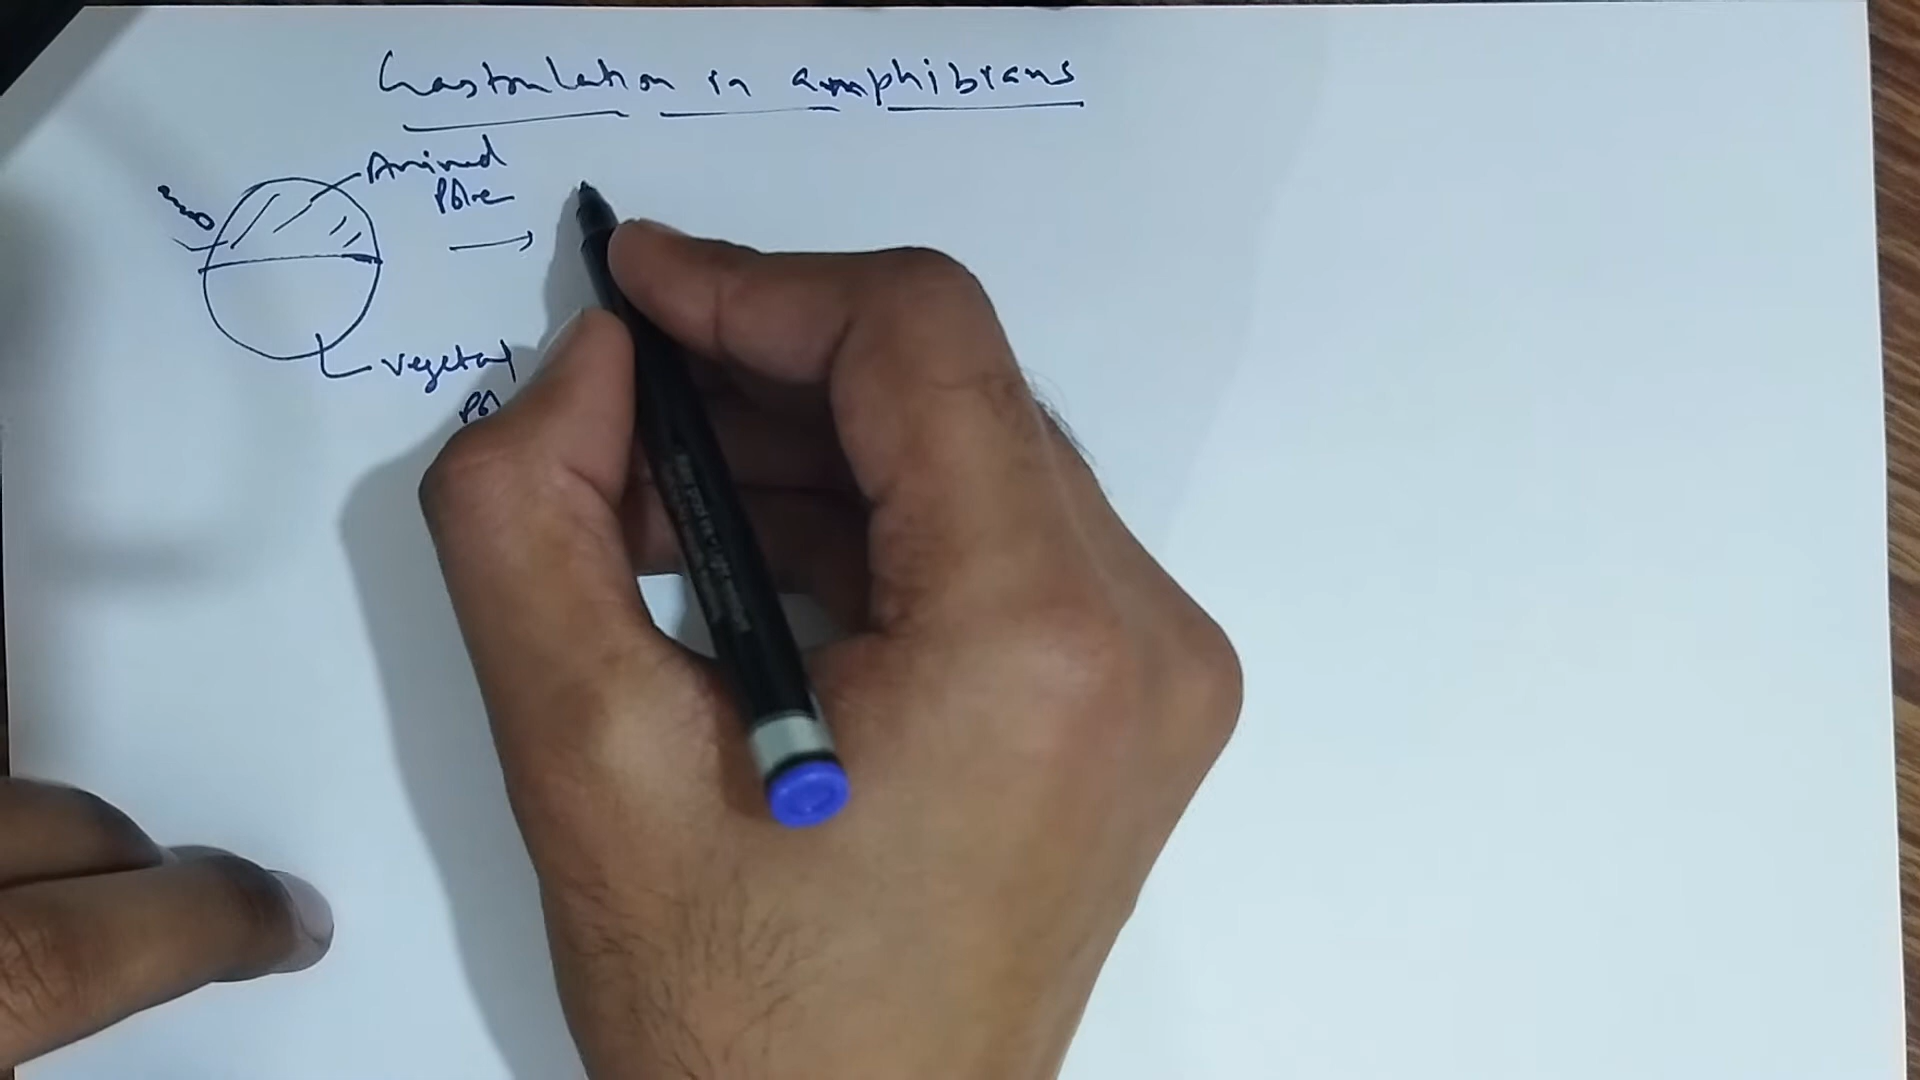 Gastrulation in amphibians
Animal
Pole
vegetal